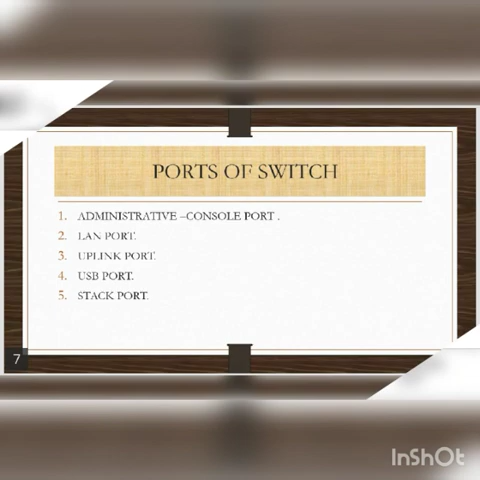 PORTS OF SWITCH
1. ADMINISTRATIVE –CONSOLE PORT .
2. LAN PORT.
3. UPLINK PORT.
4. USB PORT.
5. STACK PORT.
7
InShOt